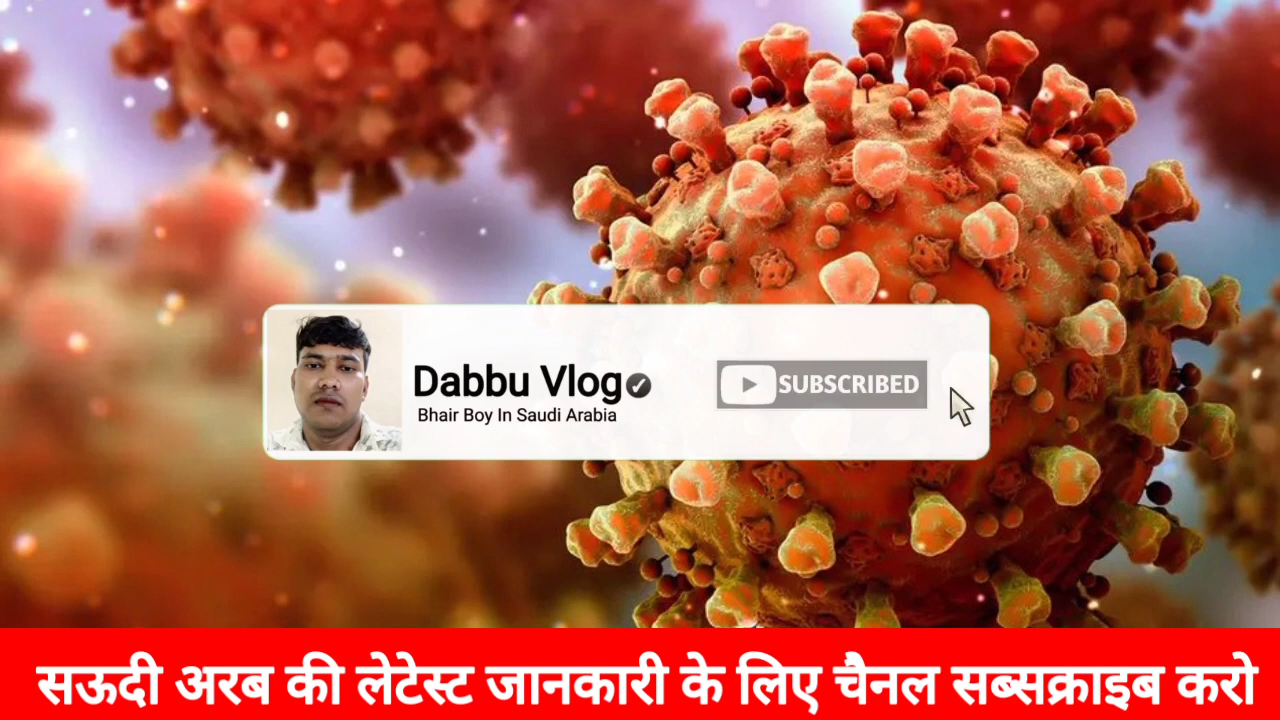 Dabbu Vlog
Bhair Boy In Saudi Arabia
SUBSCRIBED
सऊदी अरब की लेटेस्ट जानकारी के लिए चैनल सब्सक्राइब करो